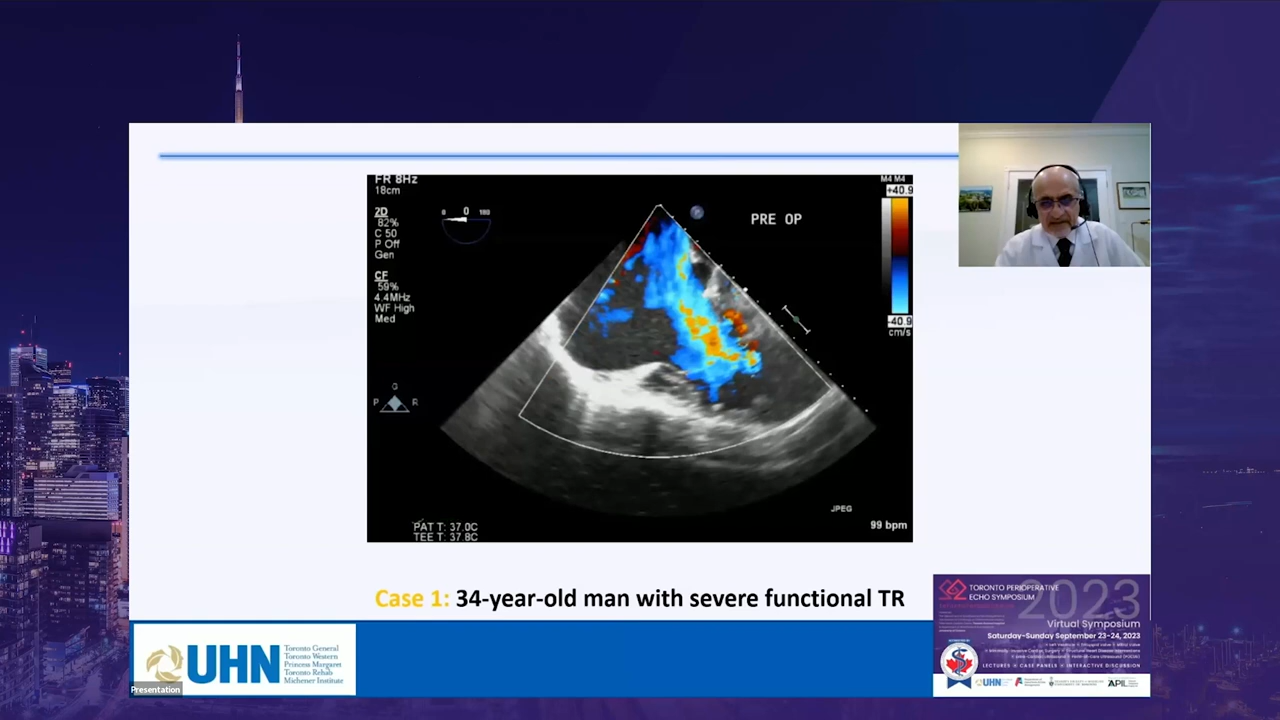 FR 8Hz
18cm
2D
82%
C 50
P Off
Gen
CF
59%
4.4MHz
WF High
Med
0 0 180
PRE OP
M4 M4
+40.9
-40.9
cm/s
G
P R
JPEG
99 bpm
PAT T: 37.0C
TEE T: 37.8C
Case 1: 34-year-old man with severe functional TR
UHN
Toronto General
Toronto Western
Princess Margaret
Toronto Rehab
Michener Institute
Presentation
TORONTO PERIOPERATIVE
ECHO SYMPOSIUM
2023
Virtual Symposium
Saturday-Sunday September 23-24, 2023
LECTURES CASE PANELS INTERACTIVE DISCUSSION
UHN
APIL